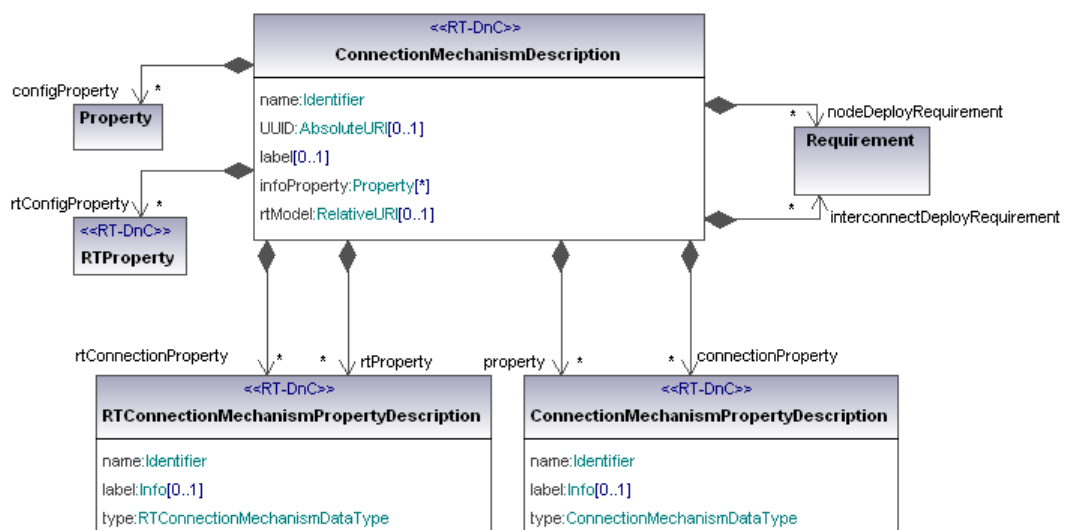 <<RT-DnC>>
ConnectionMechanismDescription
name:Identifier
UUID:AbsoluteURI[0..1]
label[0..1]
infoProperty:Property[*]
rtModel:RelativeURI[0..1]
configProperty
*
Property
rtConfigProperty
*
<<RT-DnC>>
RTProperty
*
nodeDeployRequirement
Requirement
*
interconnectDeployRequirement
rtConnectionProperty
*
*
rtProperty
property
*
*
connectionProperty
<<RT-DnC>>
RTConnectionMechanismPropertyDescription
name:Identifier
label:Info[0..1]
type:RTConnectionMechanismDataType
<<RT-DnC>>
ConnectionMechanismPropertyDescription
name:Identifier
label:Info[0..1]
type:ConnectionMechanismDataType